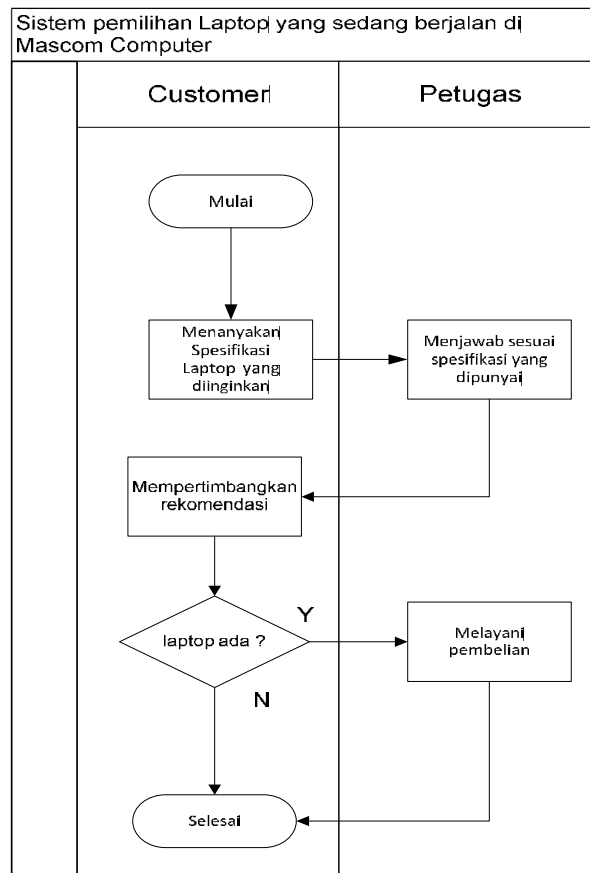 Sistem pemilihan Laptop yang sedang berjalan di
Mascom Computer
Customer
Petugas
Mulai
Menanyakan
Spesifikasi
Laptop yang
diinginkan
Menjawab sesuai
spesifikasi yang
dipunyai
Mempertimbangkan
rekomendasi
laptop ada ?
Y
Melayani
pembelian
N
Selesai